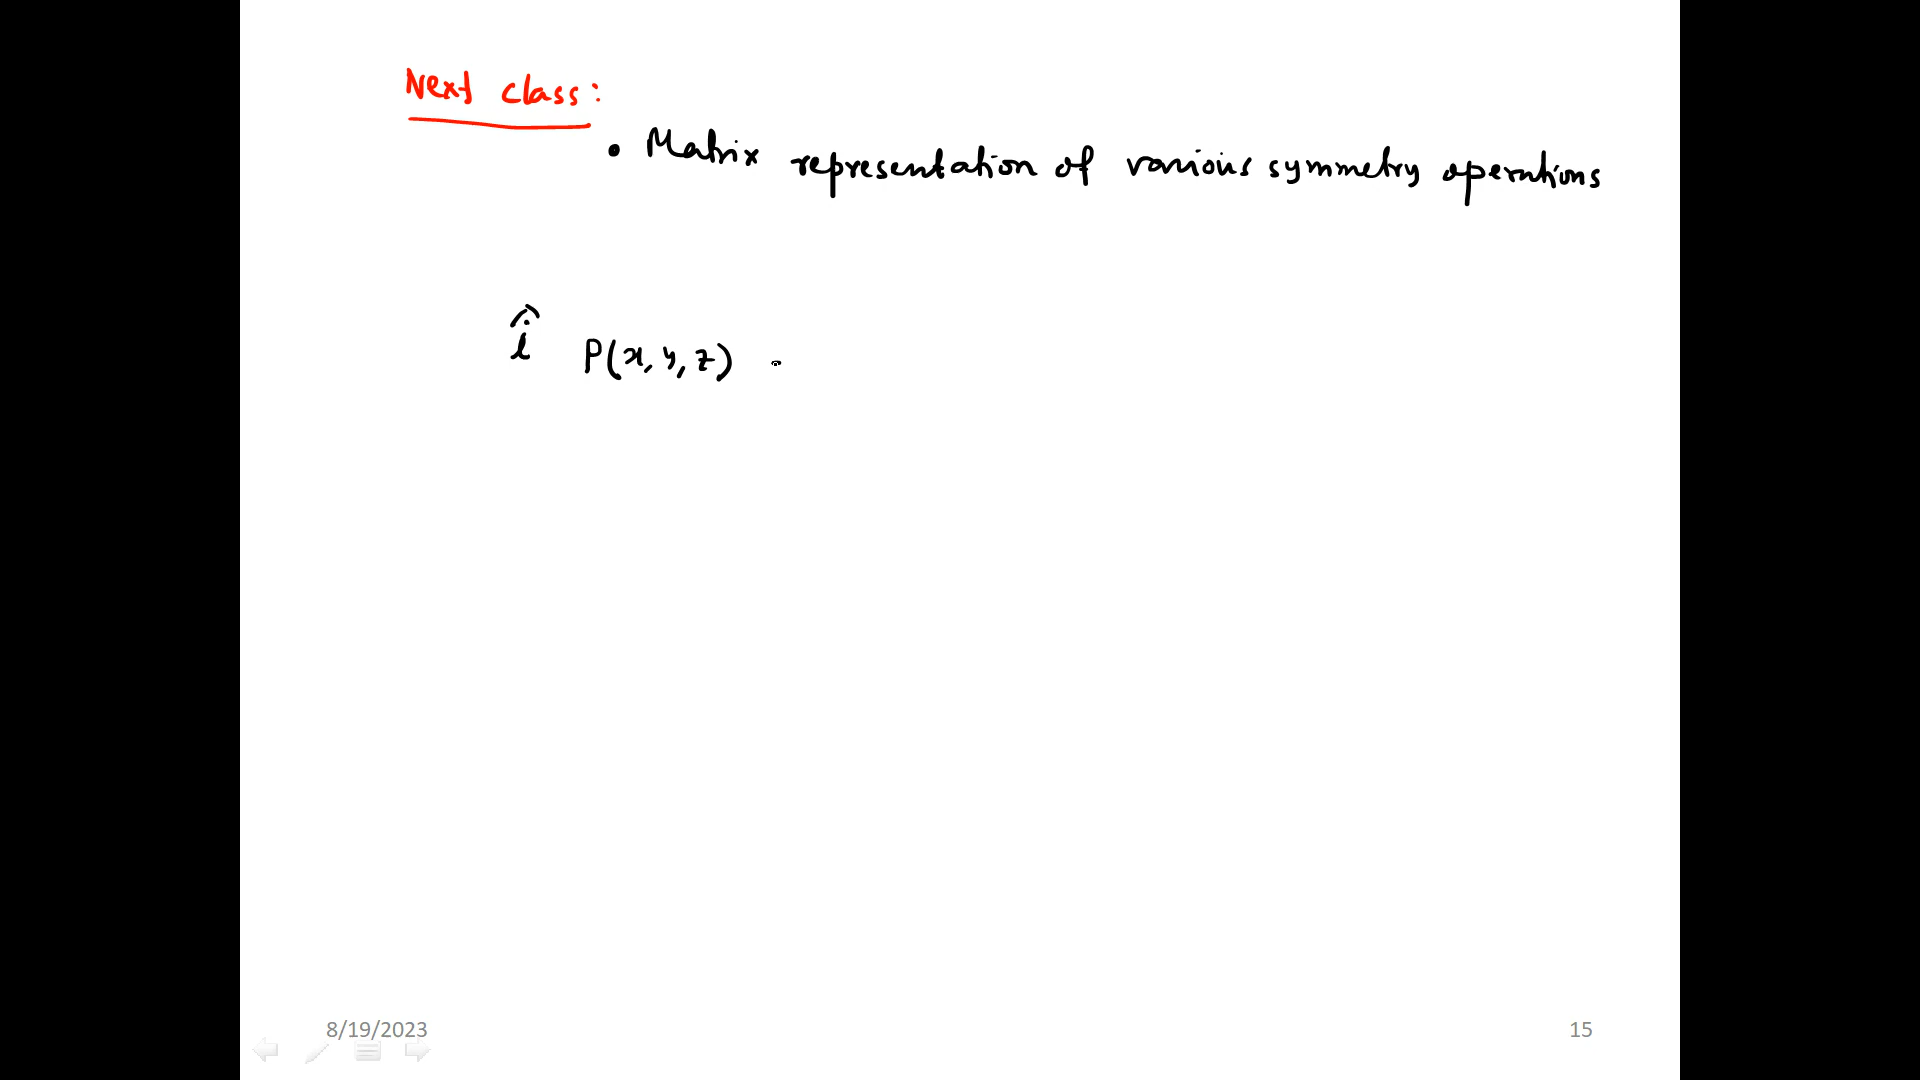 Next class:
• Matrix representation of various symmetry operations
î P(x, y, z)
8/19/2023
15